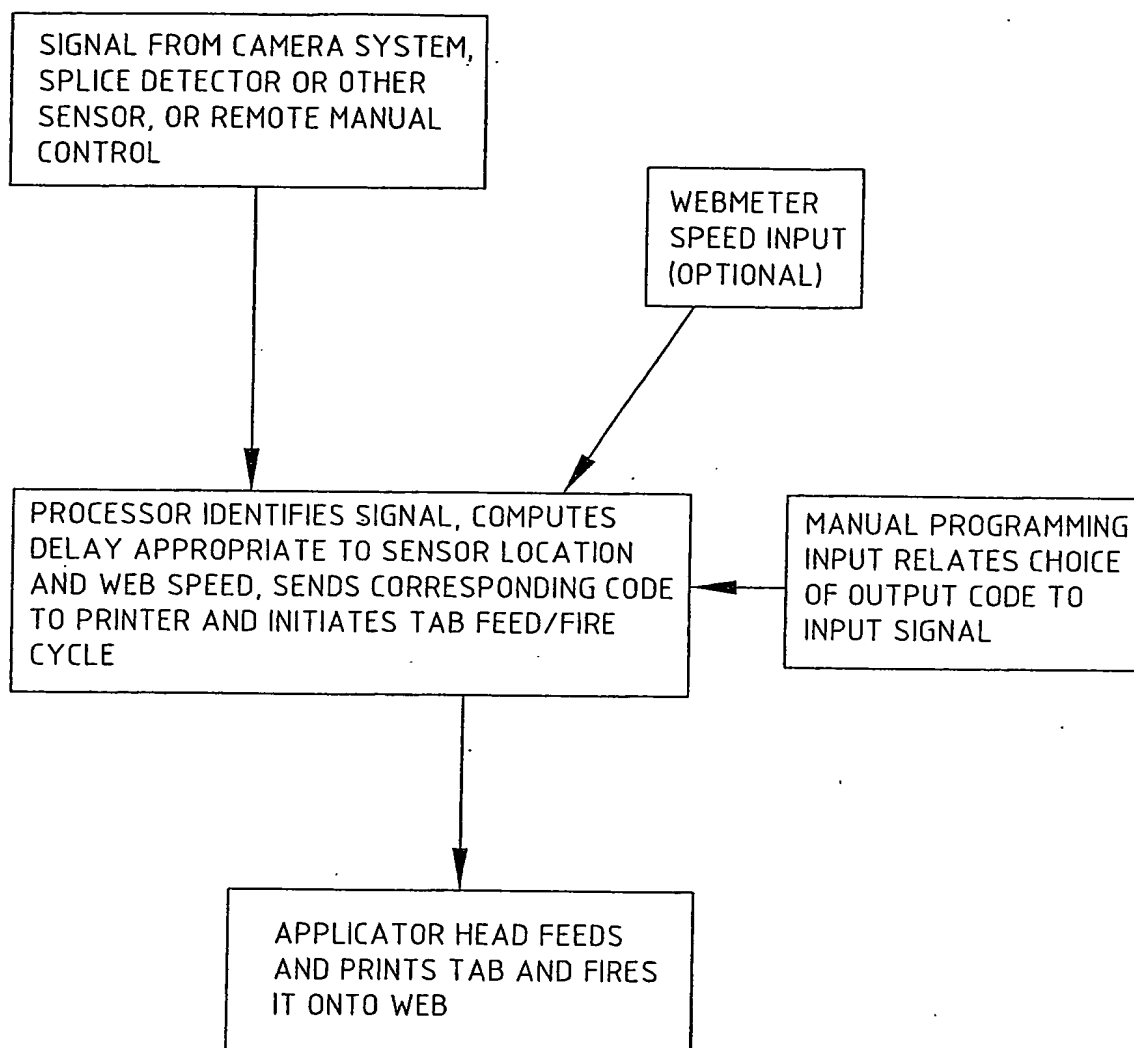 SIGNAL FROM CAMERA SYSTEM,
SPLICE DETECTOR OR OTHER
SENSOR, OR REMOTE MANUAL
CONTROL
WEBMETER
SPEED INPUT
(OPTIONAL)
PROCESSOR IDENTIFIES SIGNAL, COMPUTES
DELAY APPROPRIATE TO SENSOR LOCATION
AND WEB SPEED, SENDS CORRESPONDING CODE
TO PRINTER AND INITIATES TAB FEED/FIRE
CYCLE
MANUAL PROGRAMMING
INPUT RELATES CHOICE
OF OUTPUT CODE TO
INPUT SIGNAL
APPLICATOR HEAD FEEDS
AND PRINTS TAB AND FIRES
IT ONTO WEB